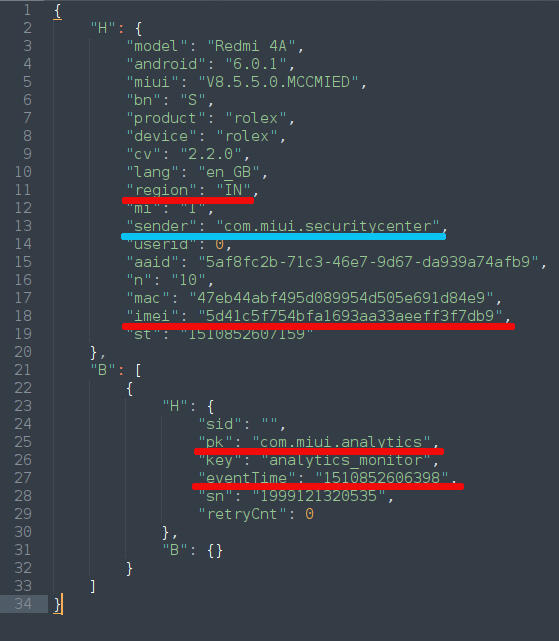 1 {
2 "H": {
3 "model": "Redmi 4A",
4 "android": "6.0.1",
5 "miui": "V8.5.5.0.MCCMIED",
6 "bn": "S",
7 "product": "rolex",
8 "device": "rolex",
9 "cv": "2.2.0",
10 "lang": "en_GB",
11 "region": "IN",
12 "mi": "1",
13 "sender": "com.miui.securitycenter",
14 "userid": 0,
15 "aaid": "5af8fc2b-71c3-46e7-9d67-da939a74afb9",
16 "n": "10",
17 "mac": "47eb44abf495d089954d505e691d84e9",
18 "imei": "5d41c5f754bfa1693aa33aeeff3f7db9",
19 "st": "1510852607159"
20 },
21 "B": [
22 {
23 "H": {
24 "sid": "",
25 "pk": "com.miui.analytics",
26 "key": "analytics_monitor",
27 "eventTime": "1510852606398",
28 "sn": "1999121320535",
29 "retryCnt": 0
30 },
31 "B": {}
32 }
33 ]
34 }